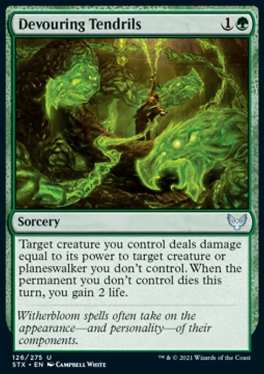 Devouring Tendrils 1
Sorcery
Target creature you control deals damage
equal to its power to target creature or
planeswalker you don't control. When the
permanent you don't control dies this
turn, you gain 2 life.
Witherbloom spells often take on the
appearance—and personality—of their
components.
126/275 U
STX • EN Campbell White
™ & © 2021 Wizards of the Coast